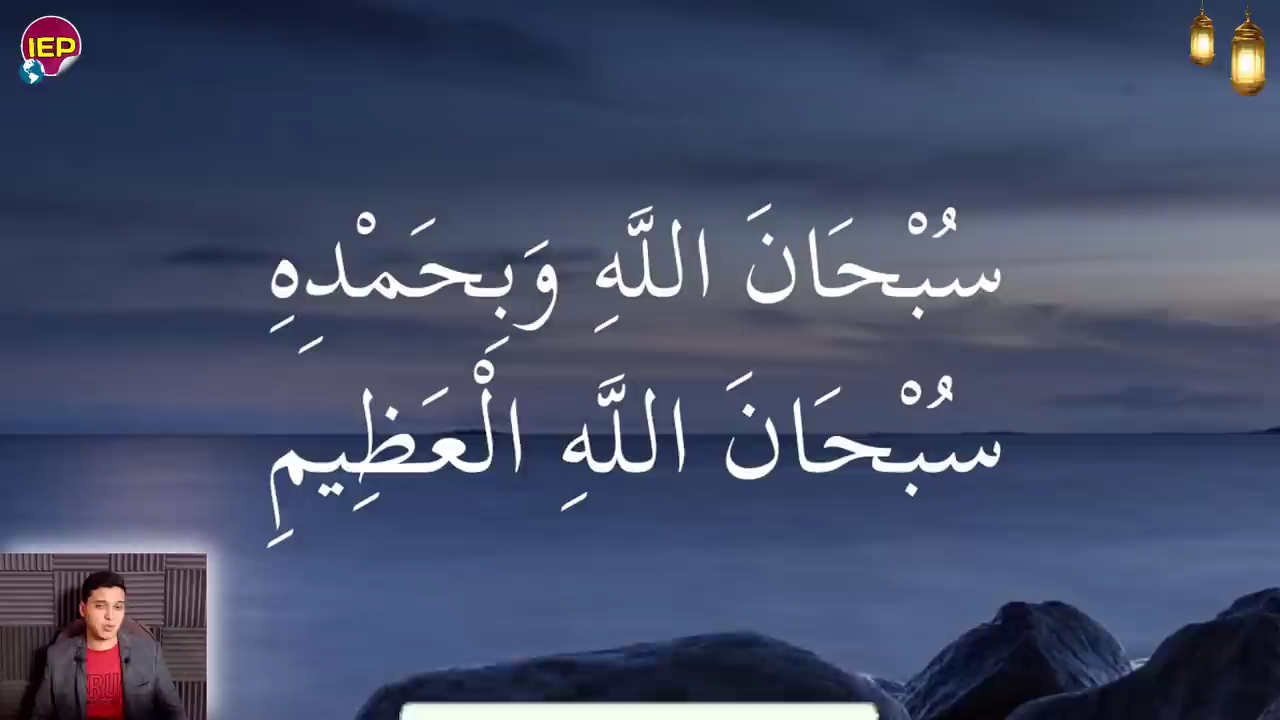 IEP
سُبْحَانَ اللَّهِ وَبِحَمْدِهِ
سُبْحَانَ اللَّهِ الْعَظِيمِ